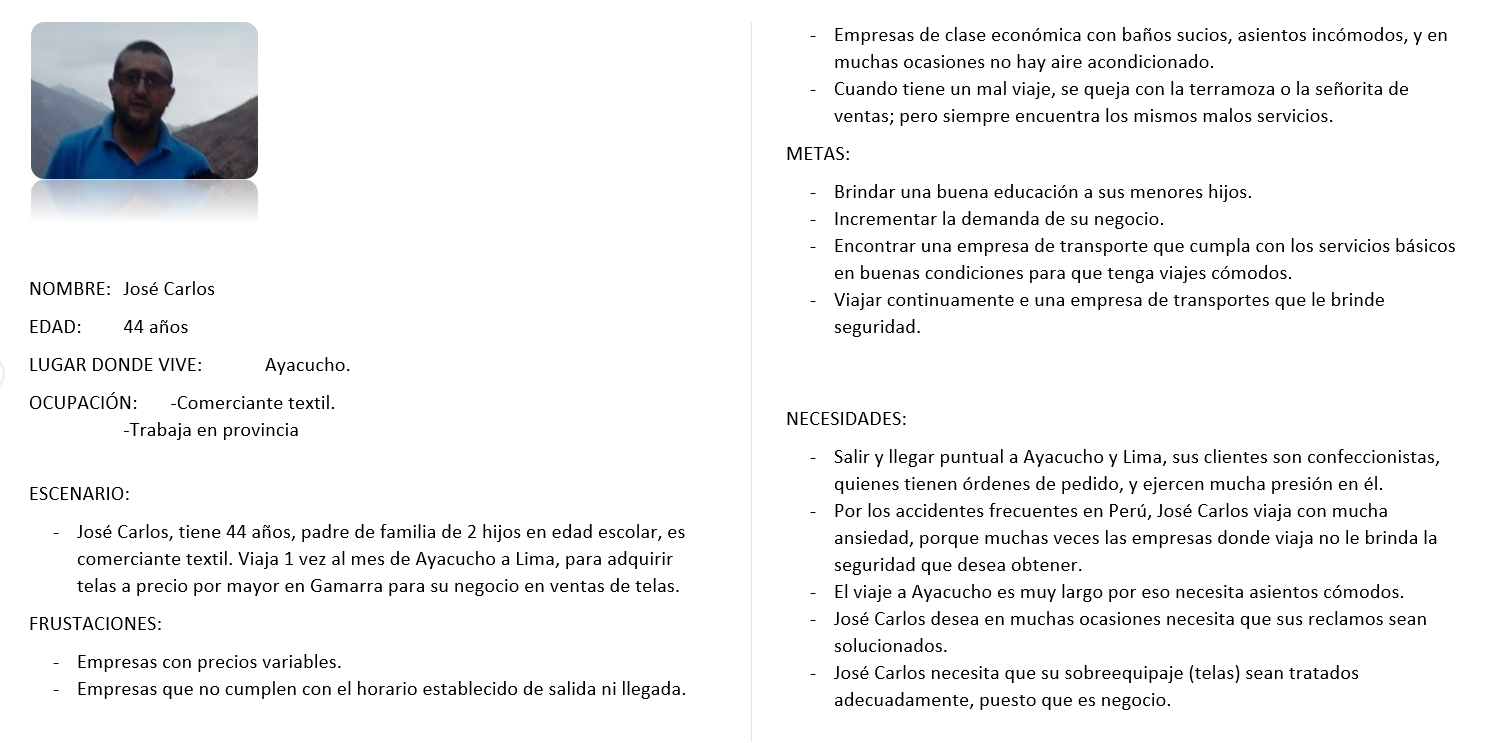 NOMBRE: José Carlos
EDAD: 44 años
LUGAR DONDE VIVE: Ayacucho.
OCUPACIÓN: -Comerciante textil.
-Trabaja en provincia
ESCENARIO:
- José Carlos, tiene 44 años, padre de familia de 2 hijos en edad escolar, es
comerciante textil. Viaja 1 vez al mes de Ayacucho a Lima, para adquirir
telas a precio por mayor en Gamarra para su negocio en ventas de telas.
FRUSTACIONES:
- Empresas con precios variables.
- Empresas que no cumplen con el horario establecido de salida ni llegada.
- Empresas de clase económica con baños sucios, asientos incómodos, y en
muchas ocasiones no hay aire acondicionado.
- Cuando tiene un mal viaje, se queja con la terramoza o la señorita de
ventas; pero siempre encuentra los mismos malos servicios.
METAS:
- Brindar una buena educación a sus menores hijos.
- Incrementar la demanda de su negocio.
- Encontrar una empresa de transporte que cumpla con los servicios básicos
en buenas condiciones para que tenga viajes cómodos.
- Viajar continuamente e una empresa de transportes que le brinde
seguridad.
NECESIDADES:
- Salir y llegar puntual a Ayacucho y Lima, sus clientes son confeccionistas,
quienes tienen órdenes de pedido, y ejercen mucha presión en él.
- Por los accidentes frecuentes en Perú, José Carlos viaja con mucha
ansiedad, porque muchas veces las empresas donde viaja no le brinda la
seguridad que desea obtener.
- El viaje a Ayacucho es muy largo por eso necesita asientos cómodos.
- José Carlos desea en muchas ocasiones necesita que sus reclamos sean
solucionados.
- José Carlos necesita que su sobreequipaje (telas) sean tratados
adecuadamente, puesto que es negocio.